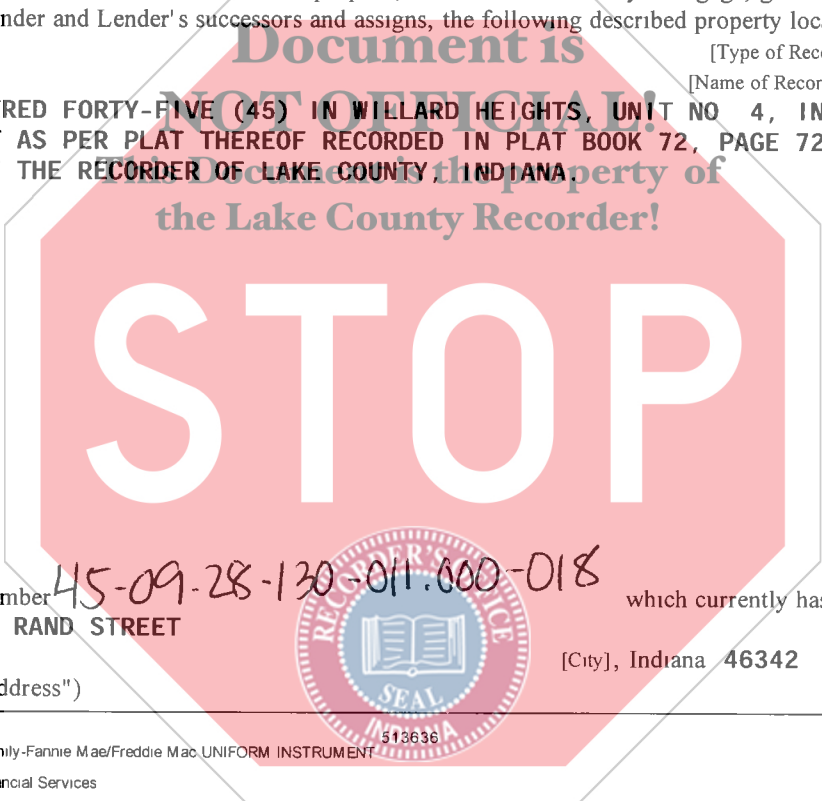 nder and Lender's successors and assigns, the following described property loca
Document is
[Type of Reco
[Name of Recor
NOT OFFICIAL!
RED FORTY-FIVE (45) IN WILLARD HEIGHTS, UNIT NO 4, IN
AS PER PLAT THEREOF RECORDED IN PLAT BOOK 72, PAGE 72
THE RECORDER OF LAKE COUNTY, INDIANA.
This Document is the property of
the Lake County Recorder!
STOP
mber 45-09-28-130-011.000-018 which currently has
RAND STREET
[City], Indiana 46342
ddress")
RECORDER'S OFFICE
SEAL
INDIANA
513636
nily-Fannie Mae/Freddie Mac UNIFORM INSTRUMENT
ancial Services